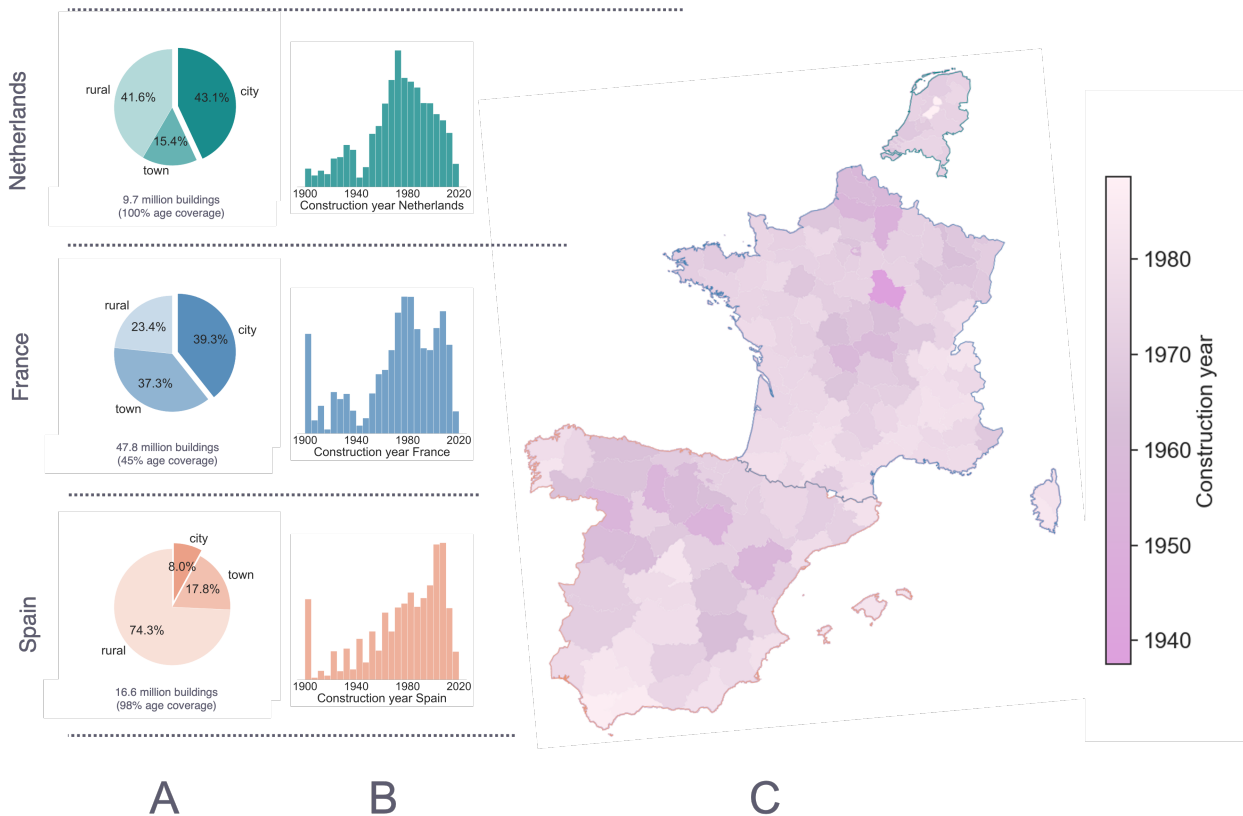 Netherlands
rural
41.6%
43.1%
city
15.4%
town
9.7 million buildings
(100% age coverage)
1900
1940
1980
2020
Construction year Netherlands
France
rural
23.4%
39.3%
city
37.3%
town
47.8 million buildings
(45% age coverage)
1900
1940
1980
2020
Construction year France
Spain
city
8.0%
town
17.8%
74.3%
rural
16.6 million buildings
(98% age coverage)
1900
1940
1980
2020
Construction year Spain
1980
1970
1960
1950
1940
Construction year
A
B
C